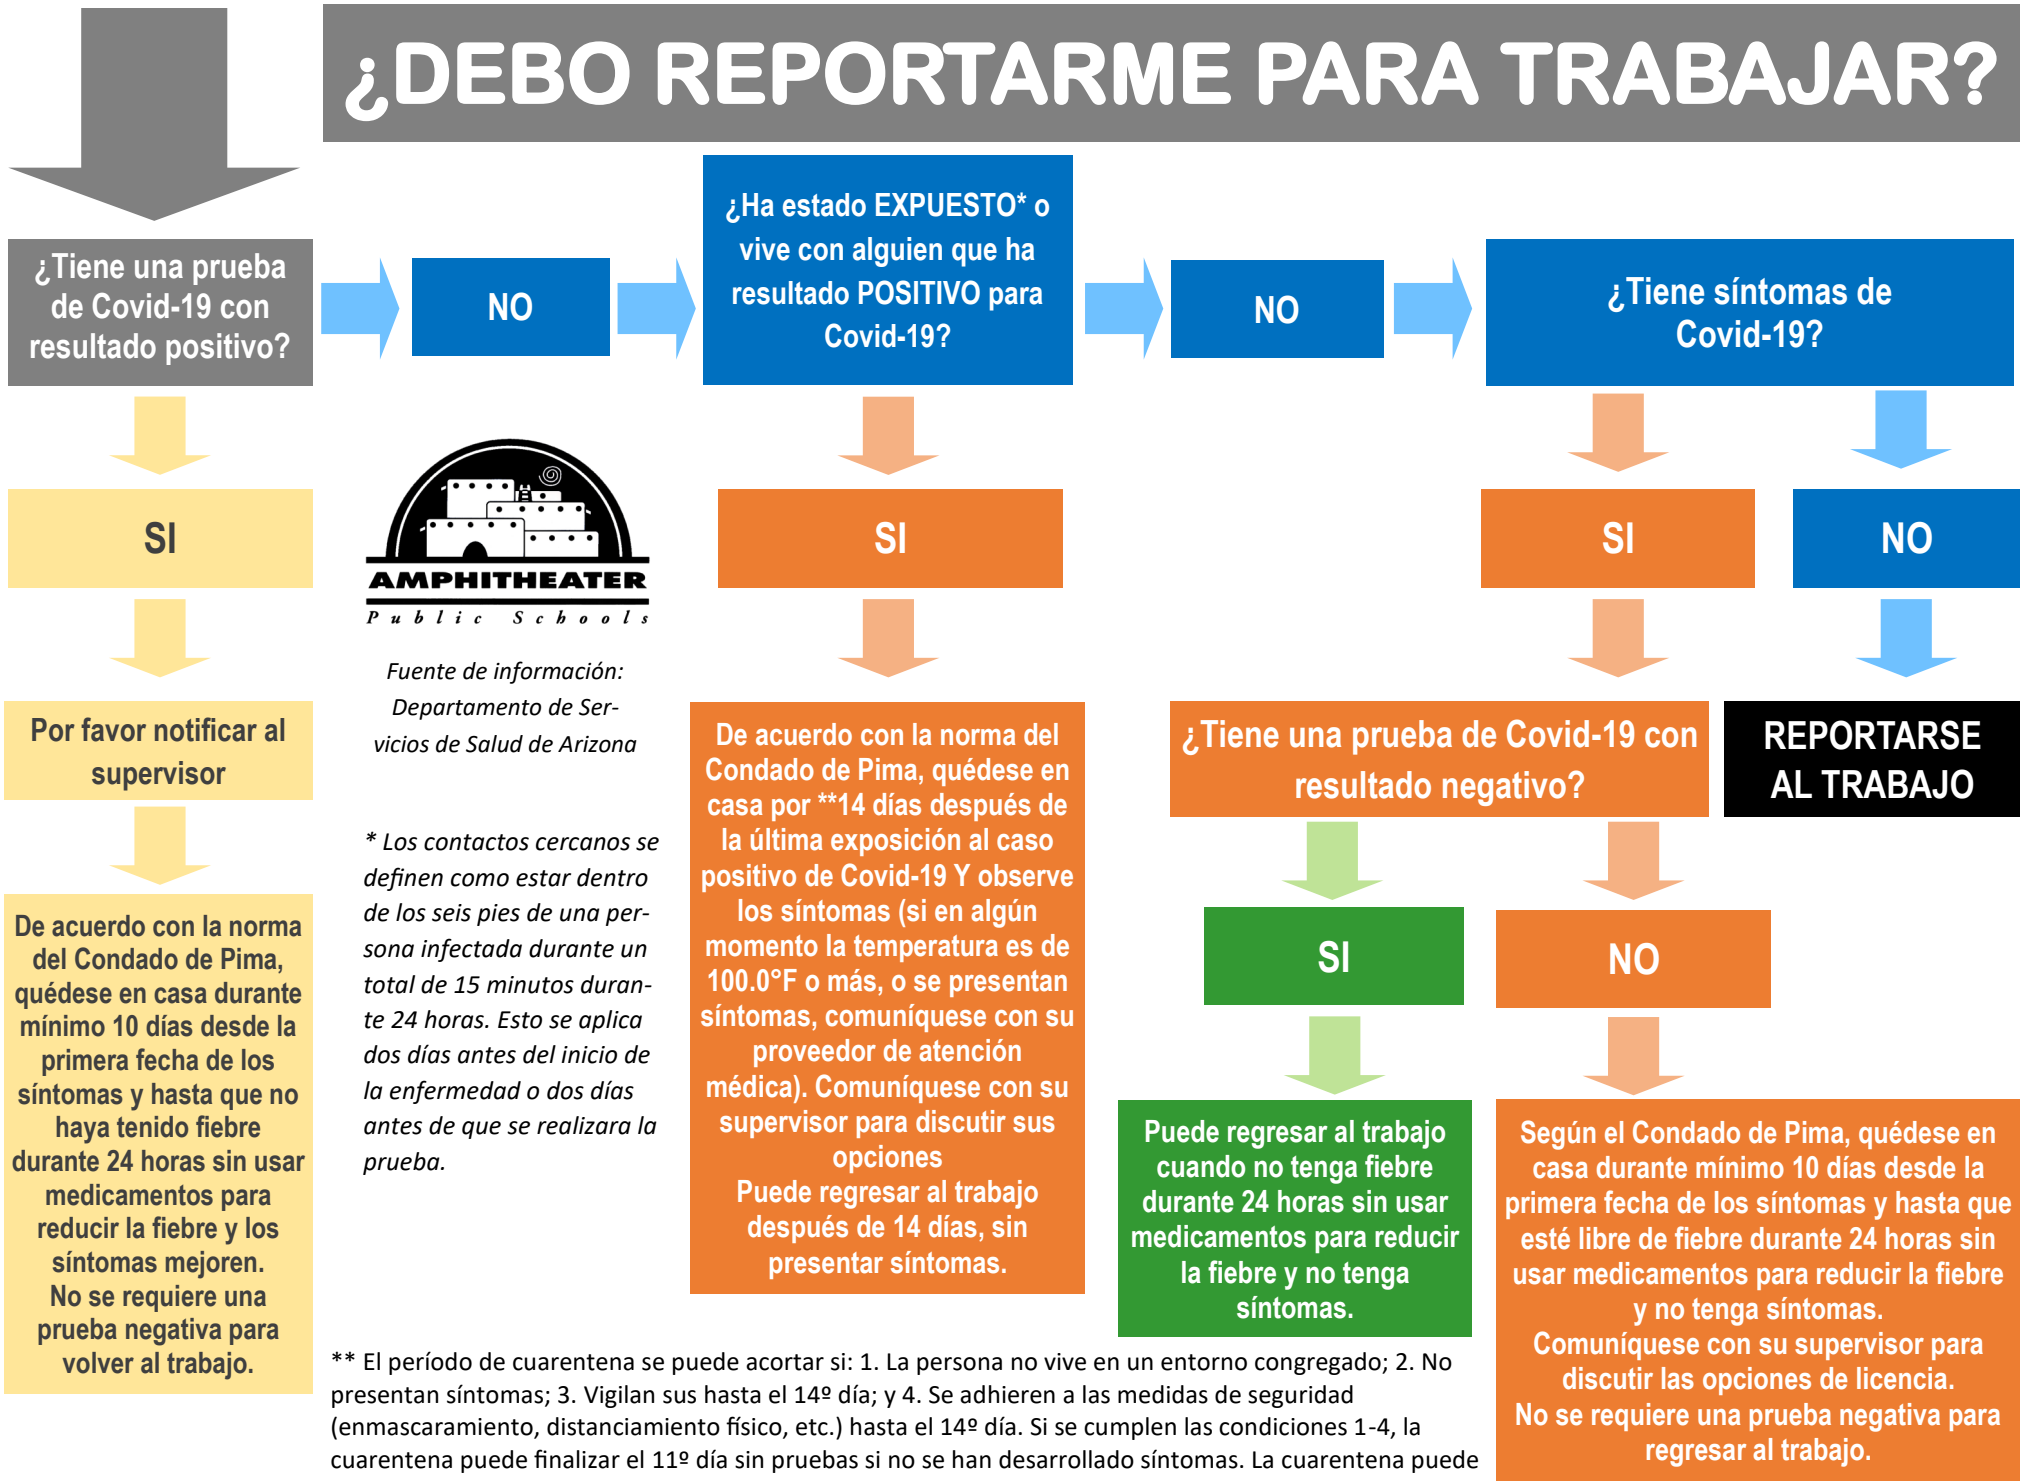 ¿DEBO REPORTARME PARA TRABAJAR?
¿Tiene una prueba
de Covid-19 con
resultado positivo?
NO
¿Ha estado EXPUESTO* o
vive con alguien que ha
resultado POSITIVO para
Covid-19?
NO
¿Tiene síntomas de
Covid-19?
SI
SI
SI
NO
AMPHITHEATER
Public Schools
Fuente de información:
Departamento de Ser-
vicios de Salud de Arizona
Por favor notificar al
supervisor
¿Tiene una prueba de Covid-19 con
resultado negativo?
REPORTARSE
AL TRABAJO
De acuerdo con la norma
del Condado de Pima,
quédese en casa durante
mínimo 10 días desde la
primera fecha de los
síntomas y hasta que no
haya tenido fiebre
durante 24 horas sin usar
medicamentos para
reducir la fiebre y los
síntomas mejoren.
No se requiere una
prueba negativa para
volver al trabajo.
* Los contactos cercanos se
definen como estar dentro
de los seis pies de una per-
sona infectada durante un
total de 15 minutos duran-
te 24 horas. Esto se aplica
dos días antes del inicio de
la enfermedad o dos días
antes de que se realizara la
prueba.
De acuerdo con la norma del
Condado de Pima, quédese en
casa por **14 días después de
la última exposición al caso
positivo de Covid-19 Y observe
los síntomas (si en algún
momento la temperatura es de
100.0°F o más, o se presentan
síntomas, comuníquese con su
proveedor de atención
médica). Comuníquese con su
supervisor para discutir sus
opciones
Puede regresar al trabajo
después de 14 días, sin
presentar síntomas.
SI
NO
Puede regresar al trabajo
cuando no tenga fiebre
durante 24 horas sin usar
medicamentos para reducir
la fiebre y no tenga
síntomas.
Según el Condado de Pima, quédese en
casa durante mínimo 10 días desde la
primera fecha de los síntomas y hasta que
esté libre de fiebre durante 24 horas sin
usar medicamentos para reducir la fiebre
y no tenga síntomas.
Comuníquese con su supervisor para
discutir las opciones de licencia.
No se requiere una prueba negativa para
regresar al trabajo.
** El período de cuarentena se puede acortar si: 1. La persona no vive en un entorno congregado; 2. No
presentan síntomas; 3. Vigilan sus hasta el 14º día; y 4. Se adhieren a las medidas de seguridad
(enmascaramiento, distanciamiento físico, etc.) hasta el 14º día. Si se cumplen las condiciones 1-4, la
cuarentena puede finalizar el 11º día sin pruebas si no se han desarrollado síntomas. La cuarentena puede